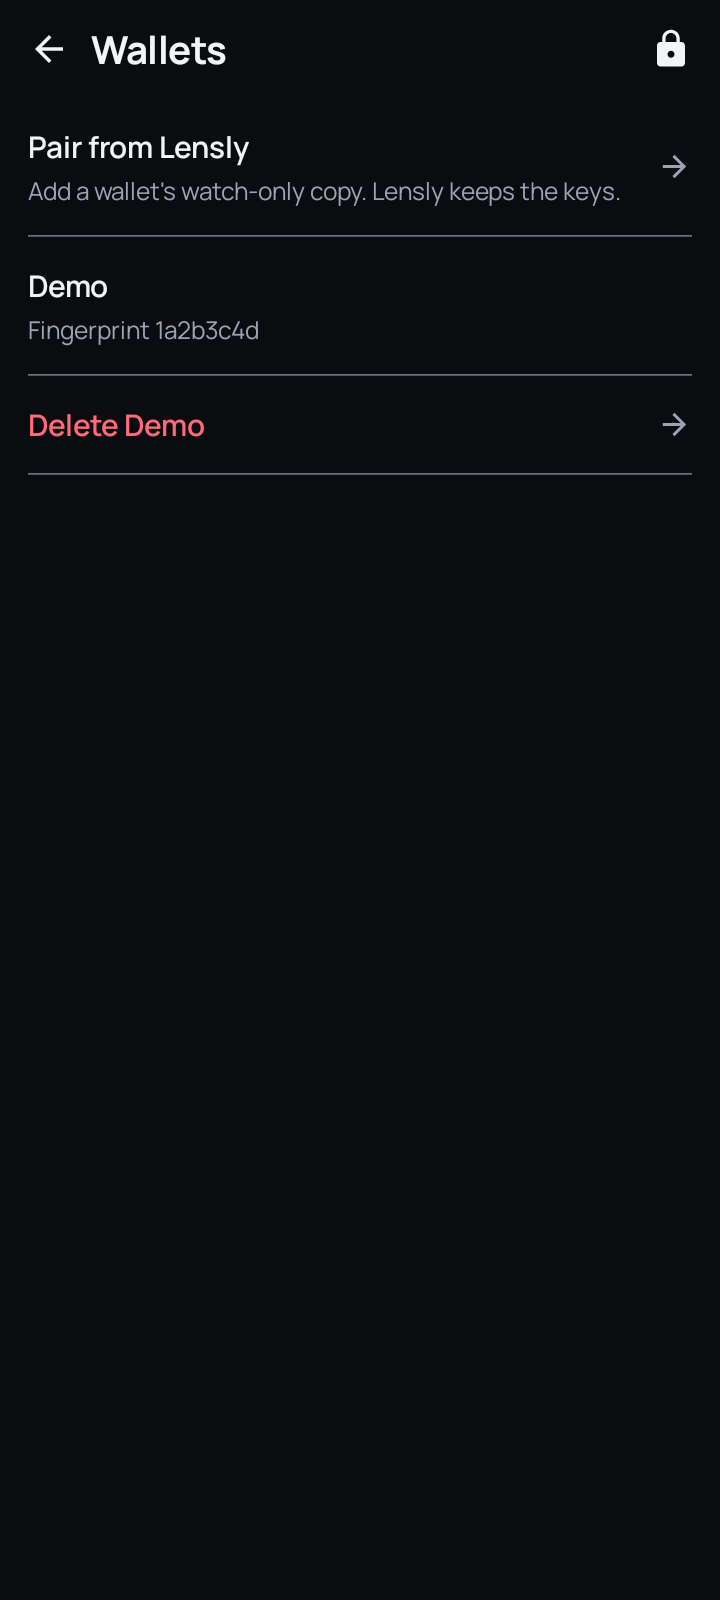 Wallets
Pair from Lensly
Add a wallet's watch-only copy. Lensly keeps the keys.
Demo
Fingerprint 1a2b3c4d
Delete Demo